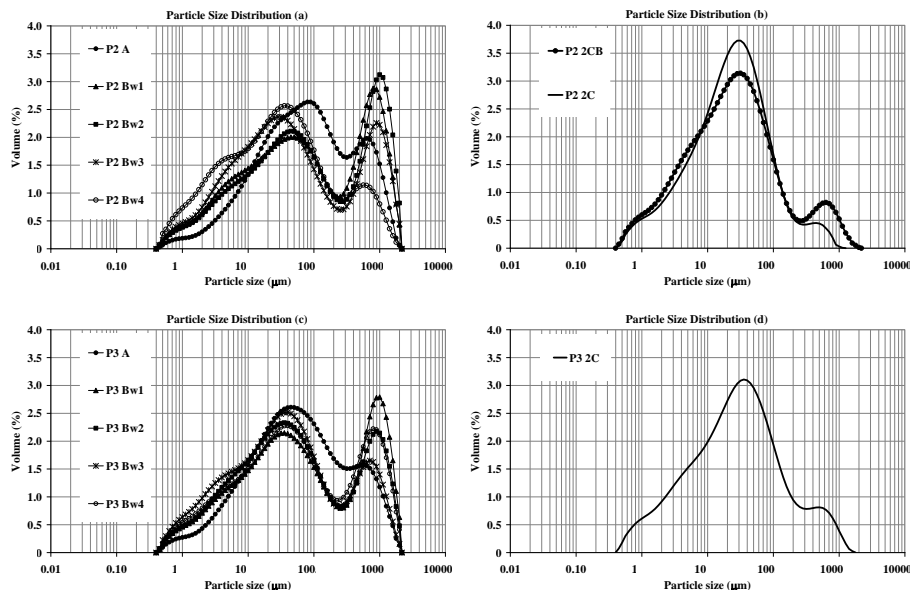 Particle Size Distribution (a)
4.0
3.5
3.0
2.5
2.0
1.5
1.0
0.5
0
Volume (%)
P2 A
P2 Bw1
P2 Bw2
P2 Bw3
P2 Bw4
0.01 0.10 1 10 100 1000 10000
Particle size (μm)
Particle Size Distribution (b)
4.0
3.5
3.0
2.5
2.0
1.5
1.0
0.5
0
Volume (%)
P2 2CB
P2 2C
0.01 0.10 1 10 100 1000 10000
Particle size (μm)
Particle Size Distribution (c)
4.0
3.5
3.0
2.5
2.0
1.5
1.0
0.5
0
Volume (%)
P3 A
P3 Bw1
P3 Bw2
P3 Bw3
P3 Bw4
0.01 0.10 1 10 100 1000 10000
Particle size (μm)
Particle Size Distribution (d)
4.0
3.5
3.0
2.5
2.0
1.5
1.0
0.5
0
Volume (%)
P3 2C
0.01 0.10 1 10 100 1000 10000
Particle size (μm)